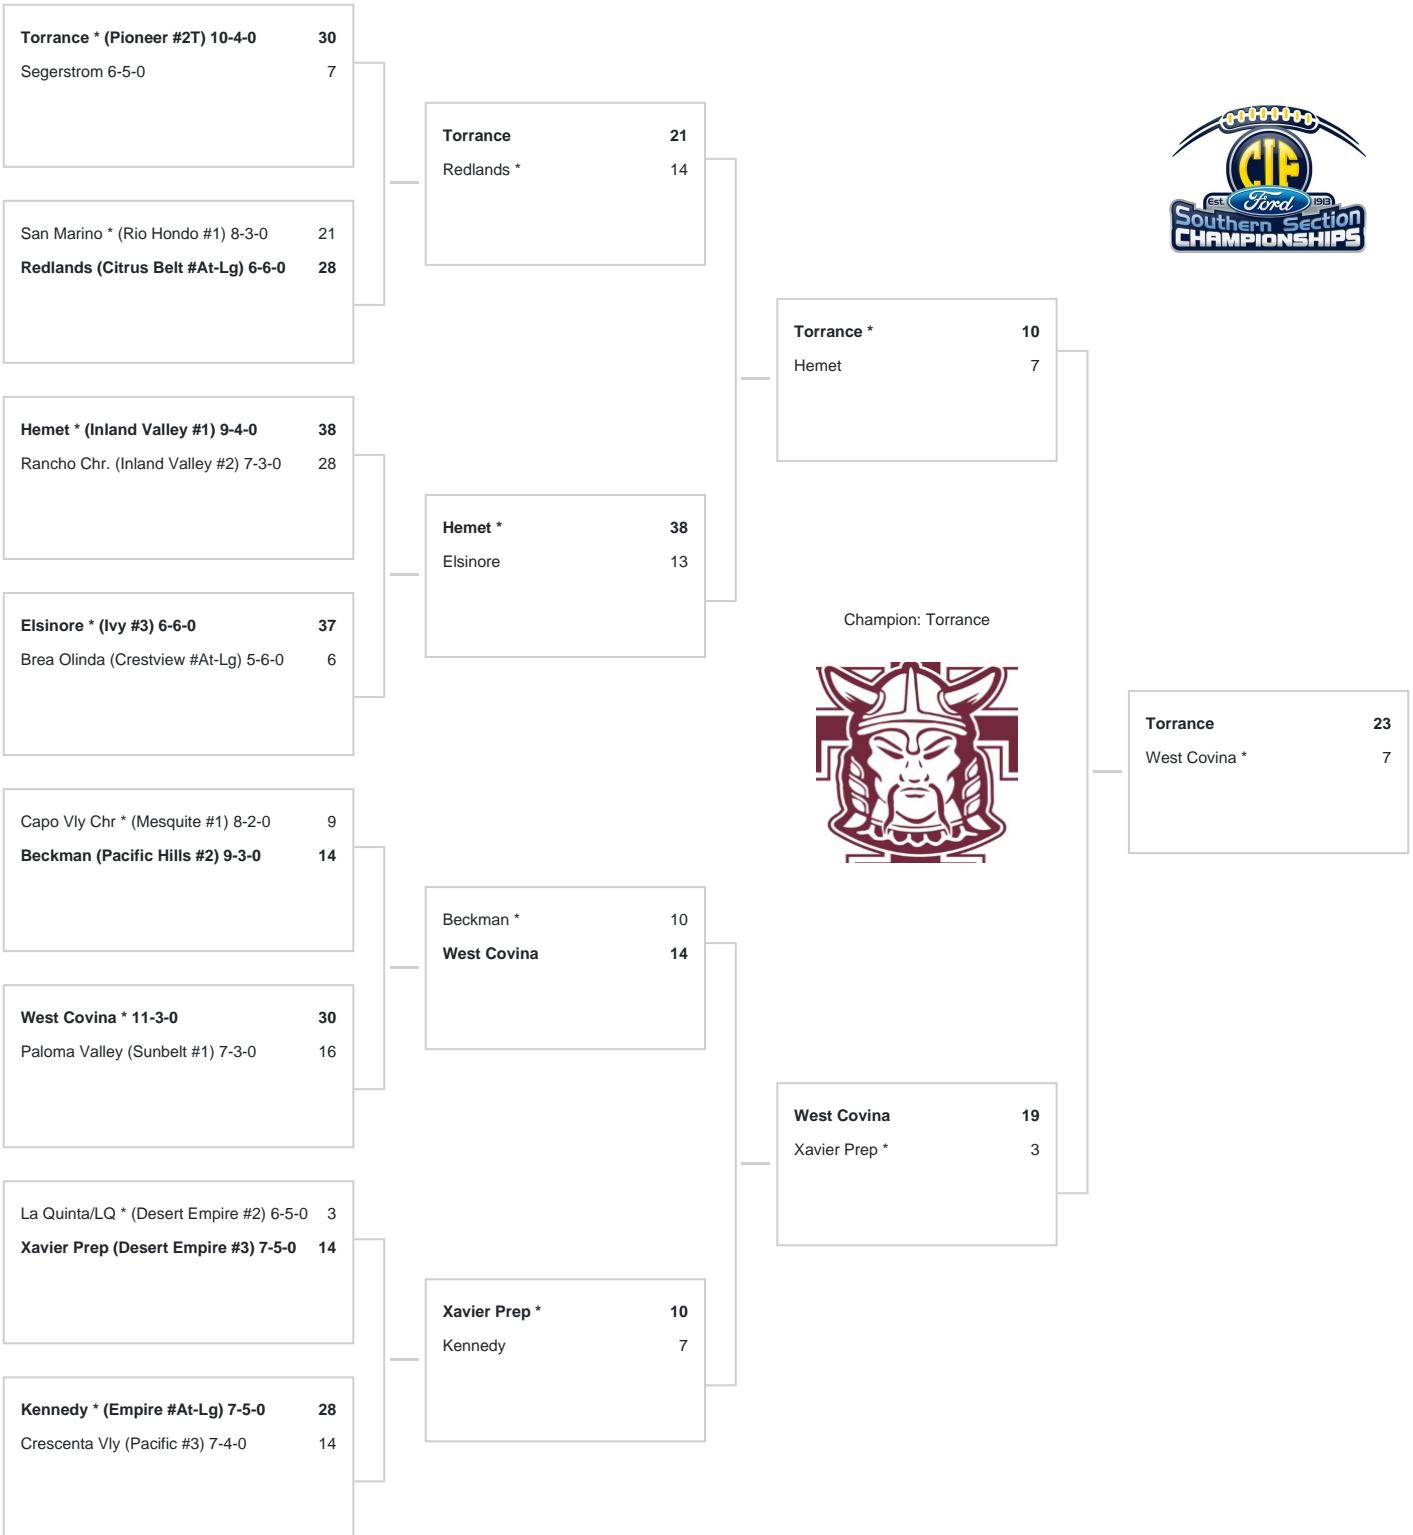 Torrance * (Pioneer #2T) 10-4-0 30
Segerstrom 6-5-0 7
San Marino * (Rio Hondo #1) 8-3-0 21
Redlands (Citrus Belt #At-Lg) 6-6-0 28
Hemet * (Inland Valley #1) 9-4-0 38
Rancho Chr. (Inland Valley #2) 7-3-0 28
Elsinore * (Ivy #3) 6-6-0 37
Brea Olinda (Crestview #At-Lg) 5-6-0 6
Capo Vly Chr * (Mesquite #1) 8-2-0 9
Beckman (Pacific Hills #2) 9-3-0 14
West Covina * 11-3-0 30
Paloma Valley (Sunbelt #1) 7-3-0 16
La Quinta/LQ * (Desert Empire #2) 6-5-0 3
Xavier Prep (Desert Empire #3) 7-5-0 14
Kennedy * (Empire #At-Lg) 7-5-0 28
Crescenta Vly (Pacific #3) 7-4-0 14
Torrance 21
Redlands * 14
Hemet * 38
Elsinore 13
Beckman * 10
West Covina 14
Xavier Prep * 10
Kennedy 7
Torrance * 10
Hemet 7
Champion: Torrance
West Covina 19
Xavier Prep * 3
CIF
Est. Ford 1913
Southern Section
CHAMPIONSHIPS
Torrance 23
West Covina * 7